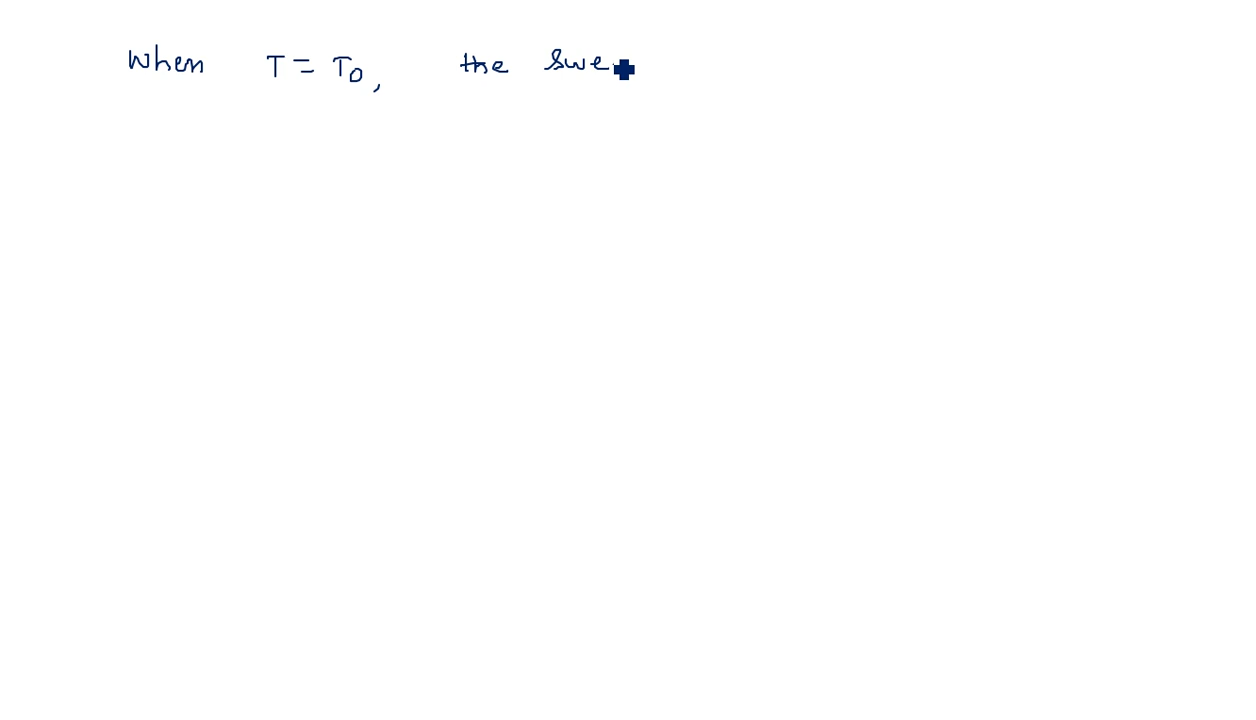 When T = T₀, the swe